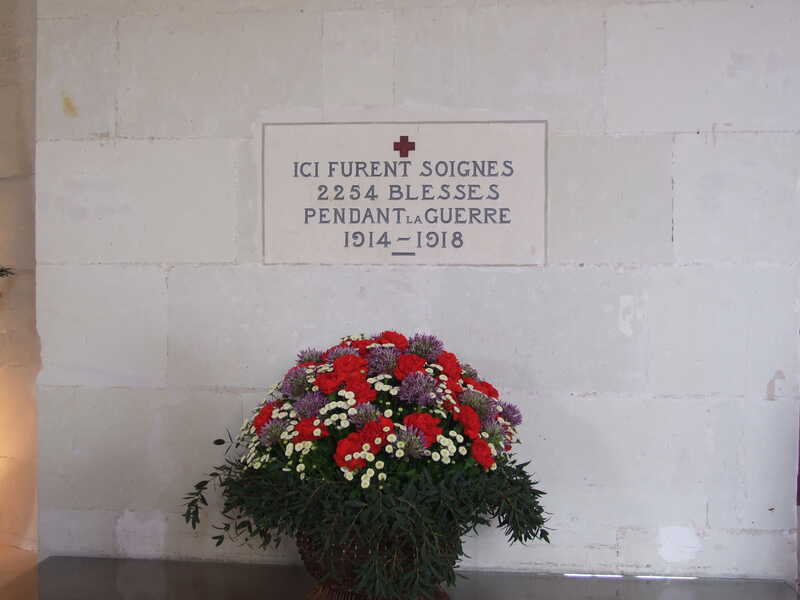 ICI FURENT SOIGNES
2254 BLESSES
PENDANT LA GUERRE
1914 - 1918